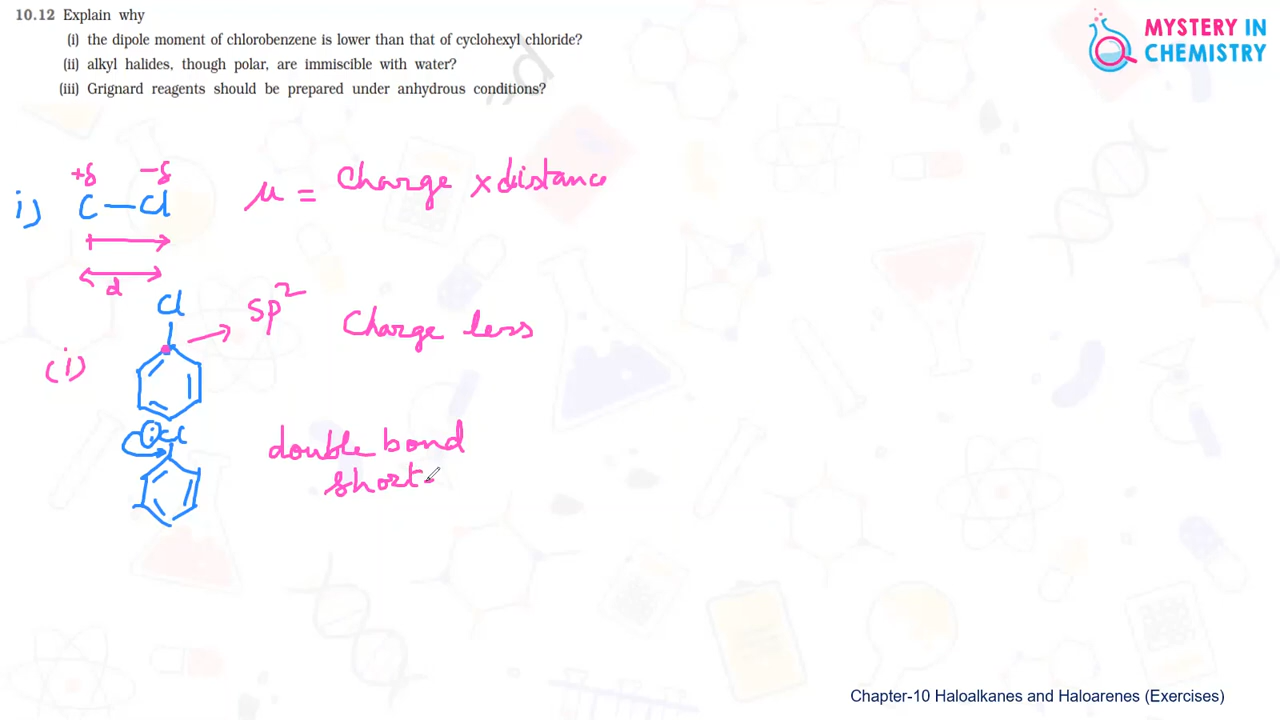 10.12 Explain why
(i) the dipole moment of chlorobenzene is lower than that of cyclohexyl chloride?
(ii) alkyl halides, though polar, are immiscible with water?
(iii) Grignard reagents should be prepared under anhydrous conditions?
MYSTERY IN
CHEMISTRY
+δ -δ
i) C-Cl μ = Charge x distance
d
Cl
sp²
Charge less
(i)
:Cl
double bond
short
Chapter-10 Haloalkanes and Haloarenes (Exercises)